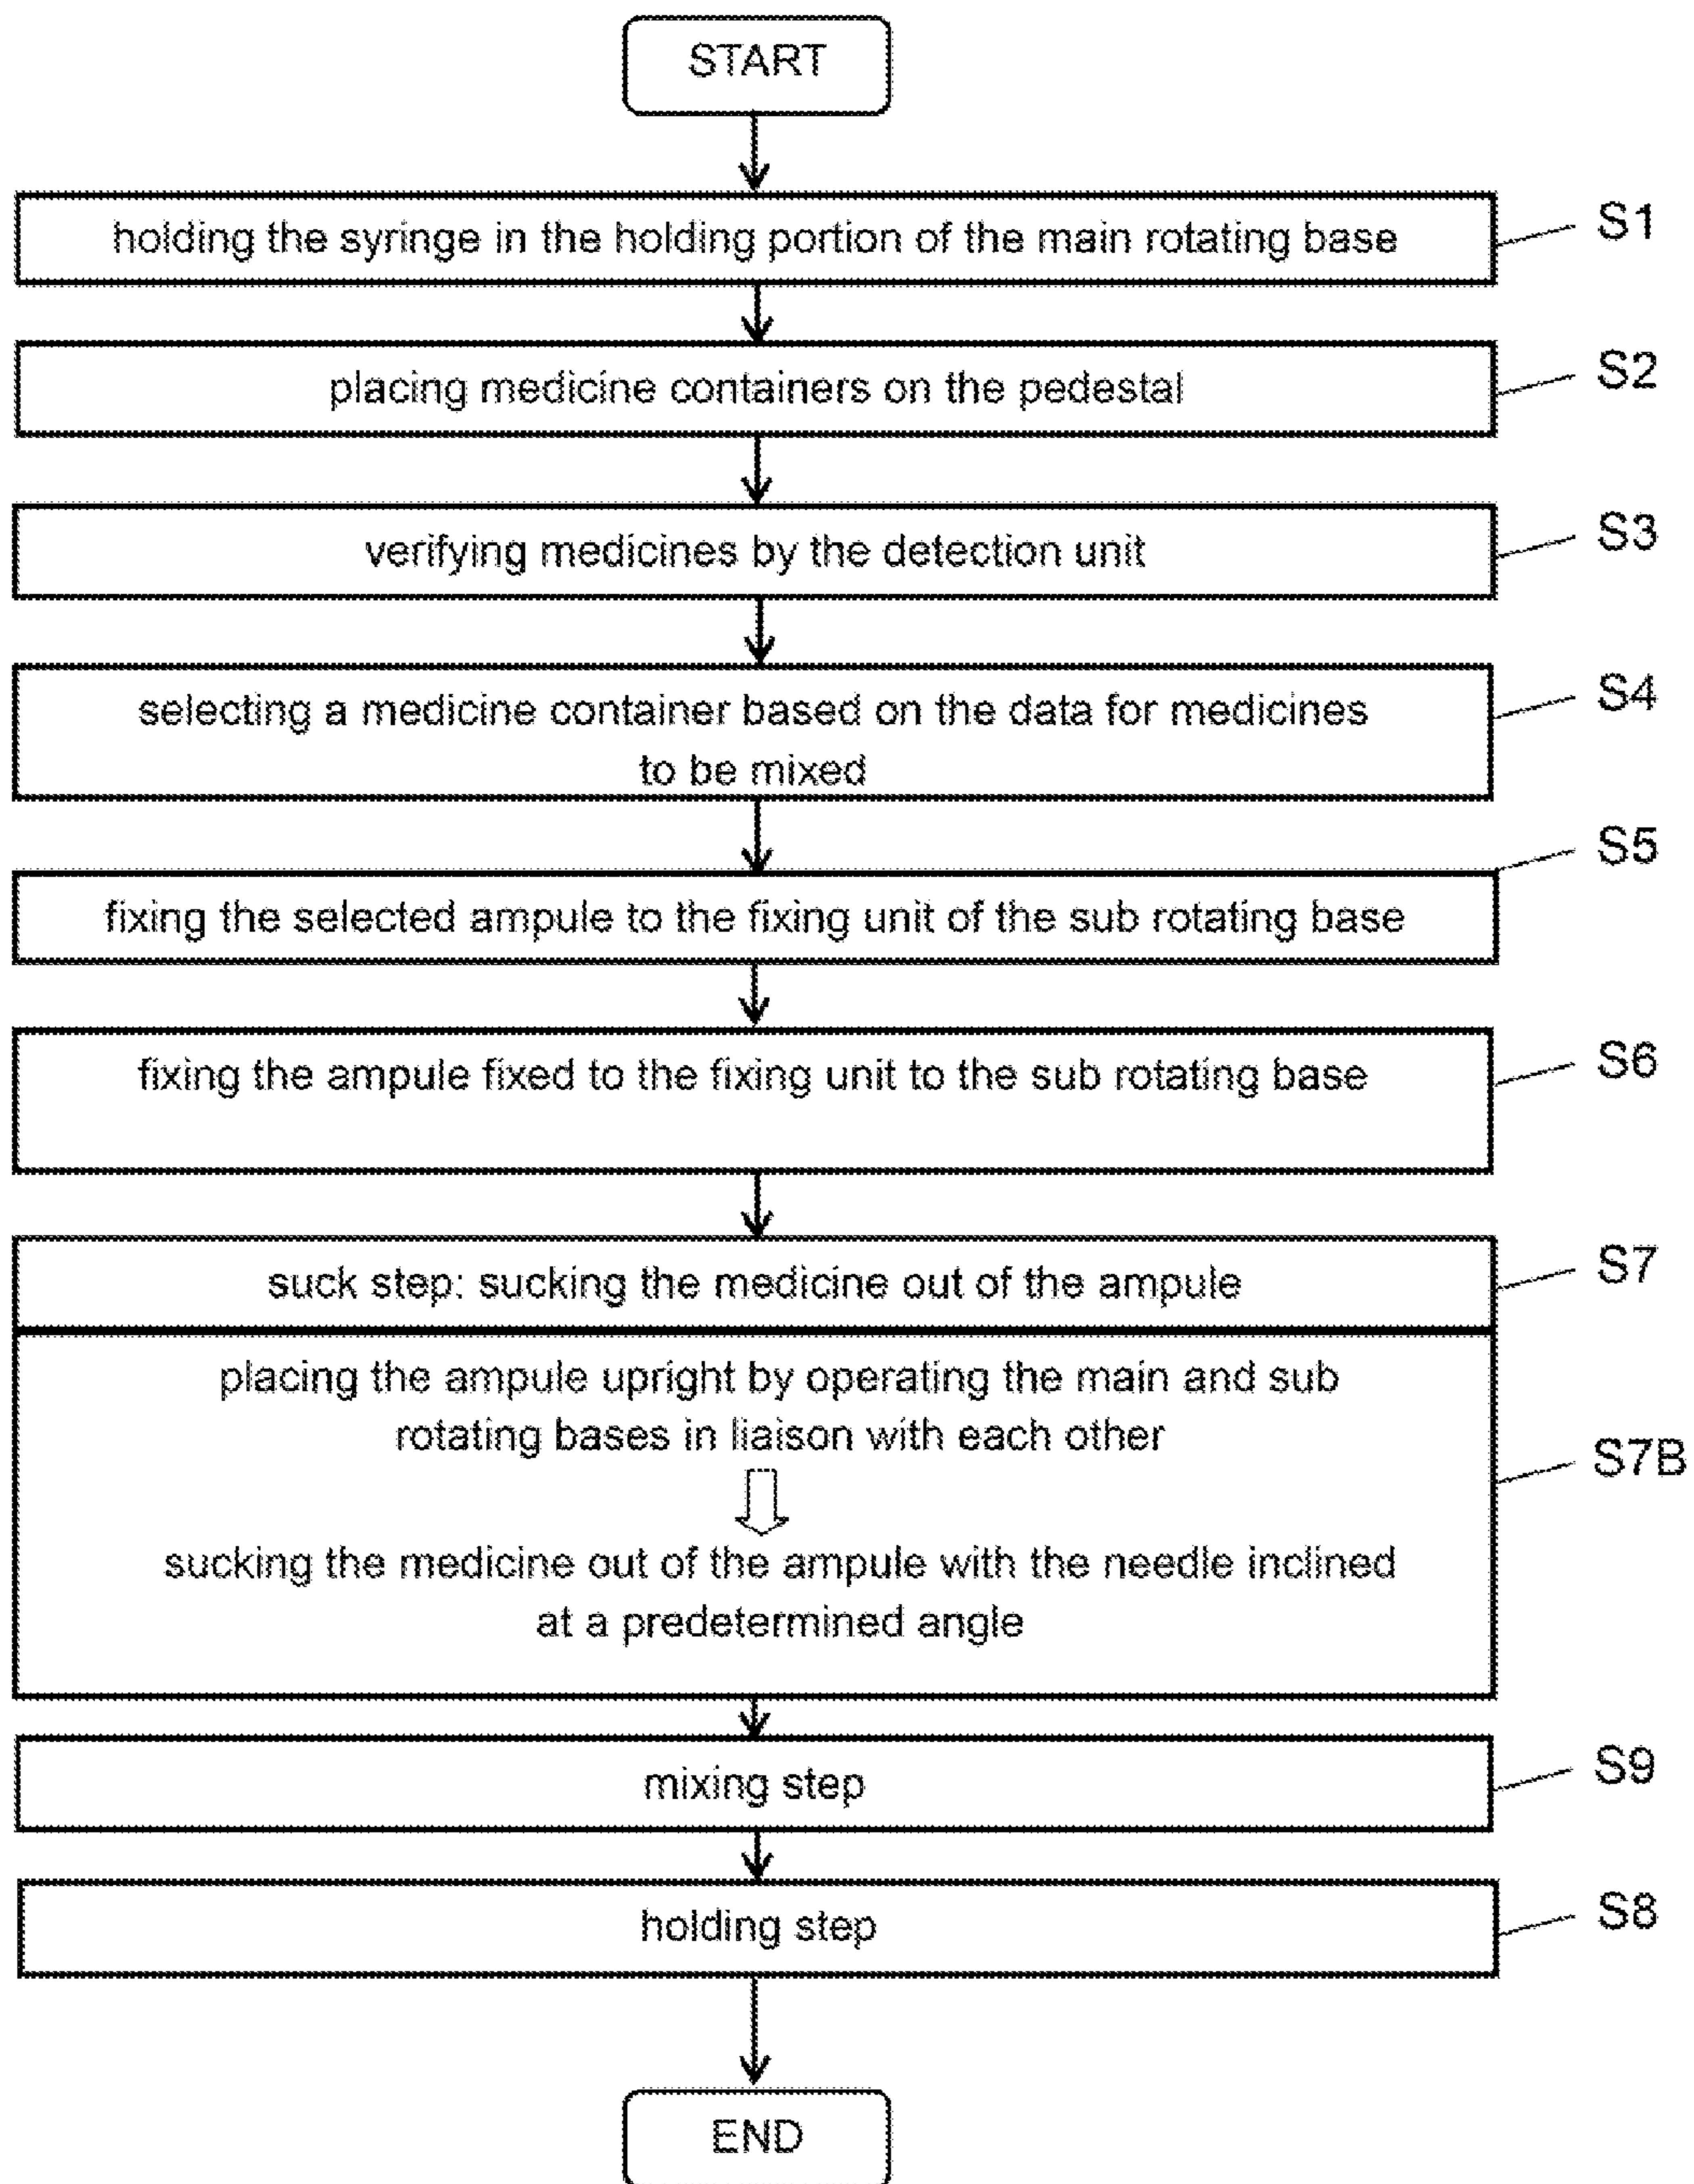 START
holding the syringe in the holding portion of the main rotating base
S1
placing medicine containers on the pedestal
S2
verifying medicines by the detection unit
S3
selecting a medicine container based on the data for medicines
to be mixed
S4
S5
fixing the selected ampule to the fixing unit of the sub rotating base
fixing the ampule fixed to the fixing unit to the sub rotating base
S6
suck step: sucking the medicine out of the ampule
S7
placing the ampule upright by operating the main and sub
rotating bases in liaison with each other
S7B
sucking the medicine out of the ampule with the needle inclined
at a predetermined angle
mixing step
S9
holding step
S8
END